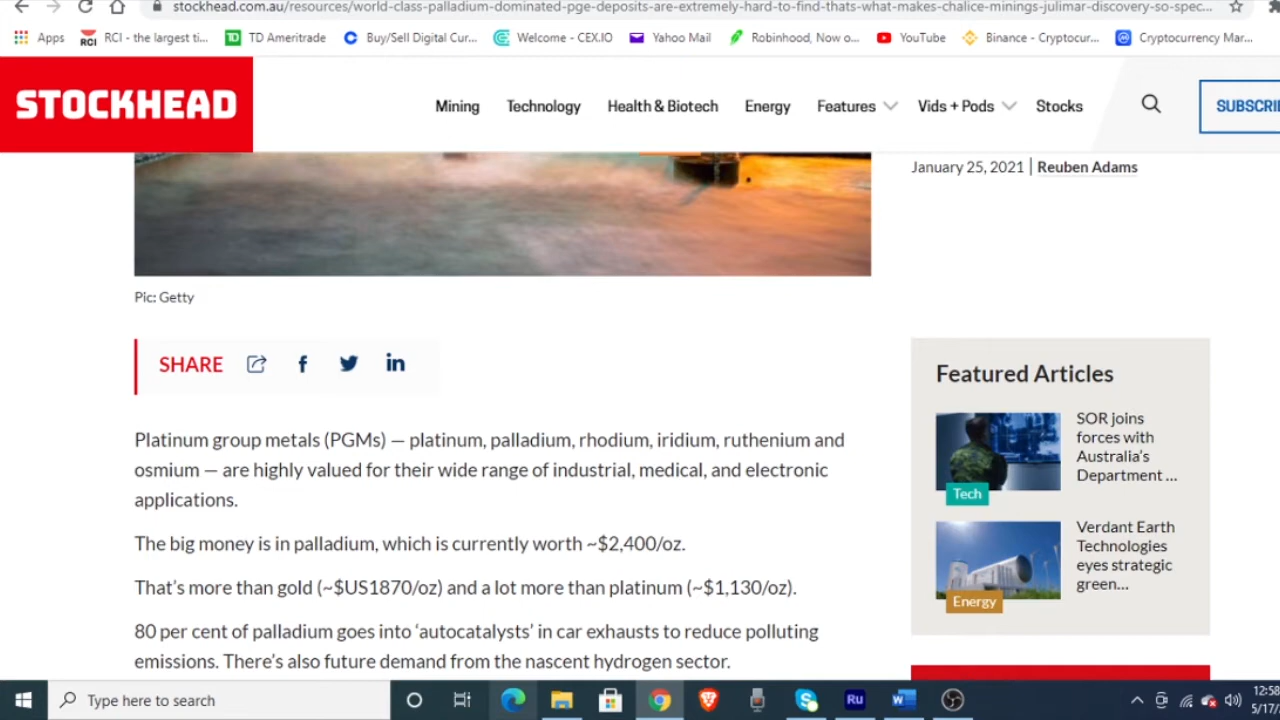 stockhead.com.au/resources/world-class-palladium-dominated-pge-deposits-are-extremely-hard-to-find-thats-what-makes-chalice-minings-julimar-discovery-so-spec...
Apps RCI - the largest ti... TD Ameritrade Buy/Sell Digital Cur... Welcome - CEX.IO Yahoo Mail Robinhood, Now o... YouTube Binance - Cryptocur... Cryptocurrency Mar...
STOCKHEAD Mining Technology Health & Biotech Energy Features Vids + Pods Stocks SUBSCRI
January 25, 2021 | Reuben Adams
Pic: Getty
SHARE
Platinum group metals (PGMs) — platinum, palladium, rhodium, iridium, ruthenium and
osmium — are highly valued for their wide range of industrial, medical, and electronic
applications.
The big money is in palladium, which is currently worth ~$2,400/oz.
That's more than gold (~$US1870/oz) and a lot more than platinum (~$1,130/oz).
80 per cent of palladium goes into 'autocatalysts' in car exhausts to reduce polluting
emissions. There's also future demand from the nascent hydrogen sector.
Featured Articles
SOR joins
forces with
Australia's
Department ...
Tech
Verdant Earth
Technologies
eyes strategic
green...
Energy
Type here to search
Ru
12:58
5/17/